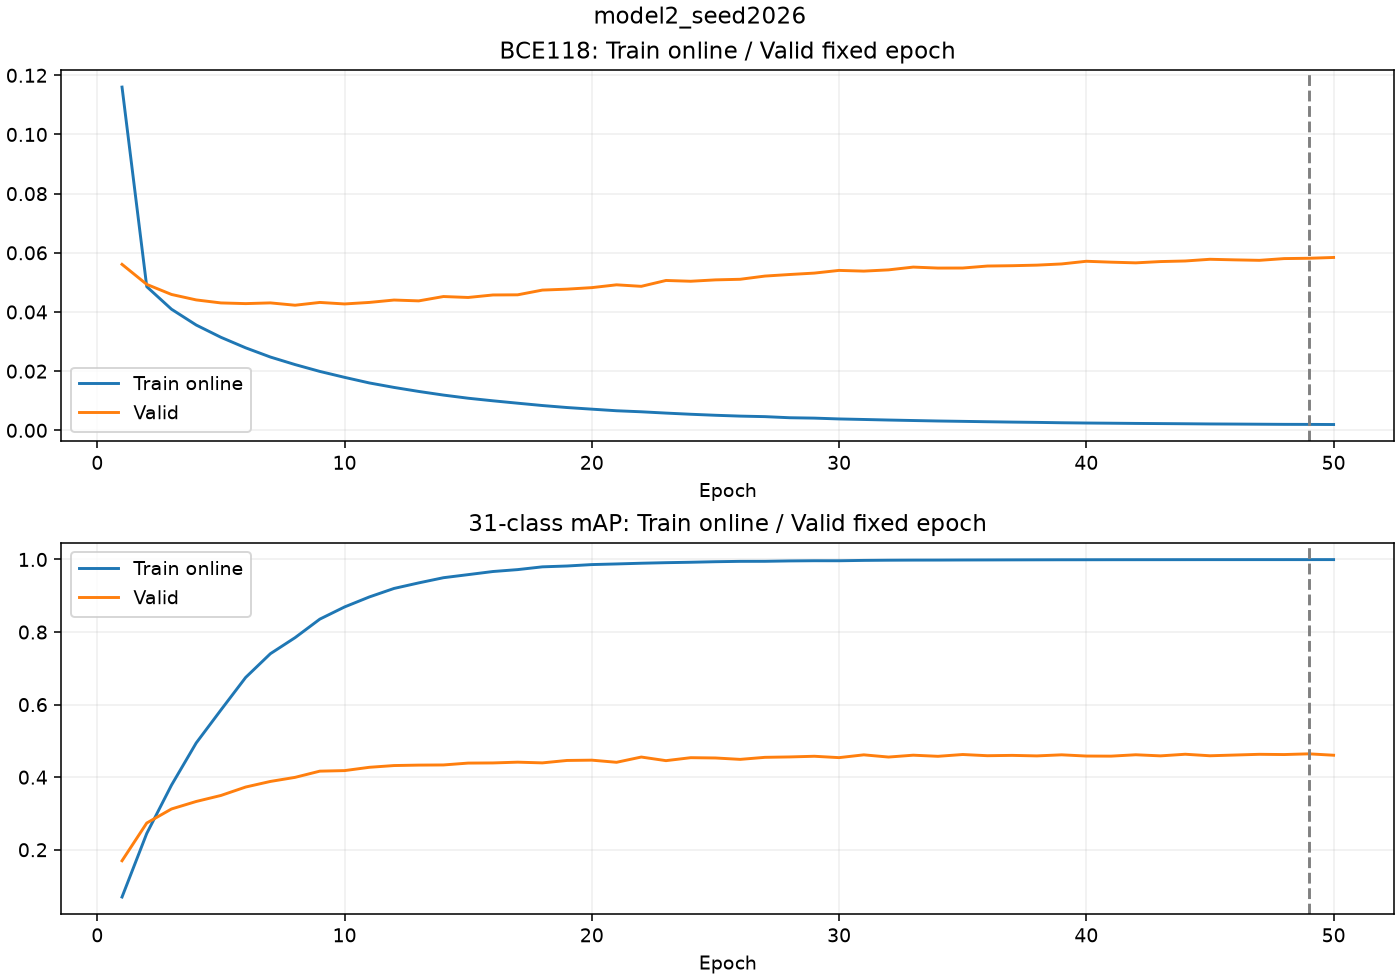 model2_seed2026
BCE118: Train online / Valid fixed epoch
0.12
0.10
0.08
0.06
0.04
0.02
0.00
Train online
Valid
0 10 20 30 40 50
Epoch
31-class mAP: Train online / Valid fixed epoch
1.0
0.8
0.6
0.4
0.2
Train online
Valid
0 10 20 30 40 50
Epoch